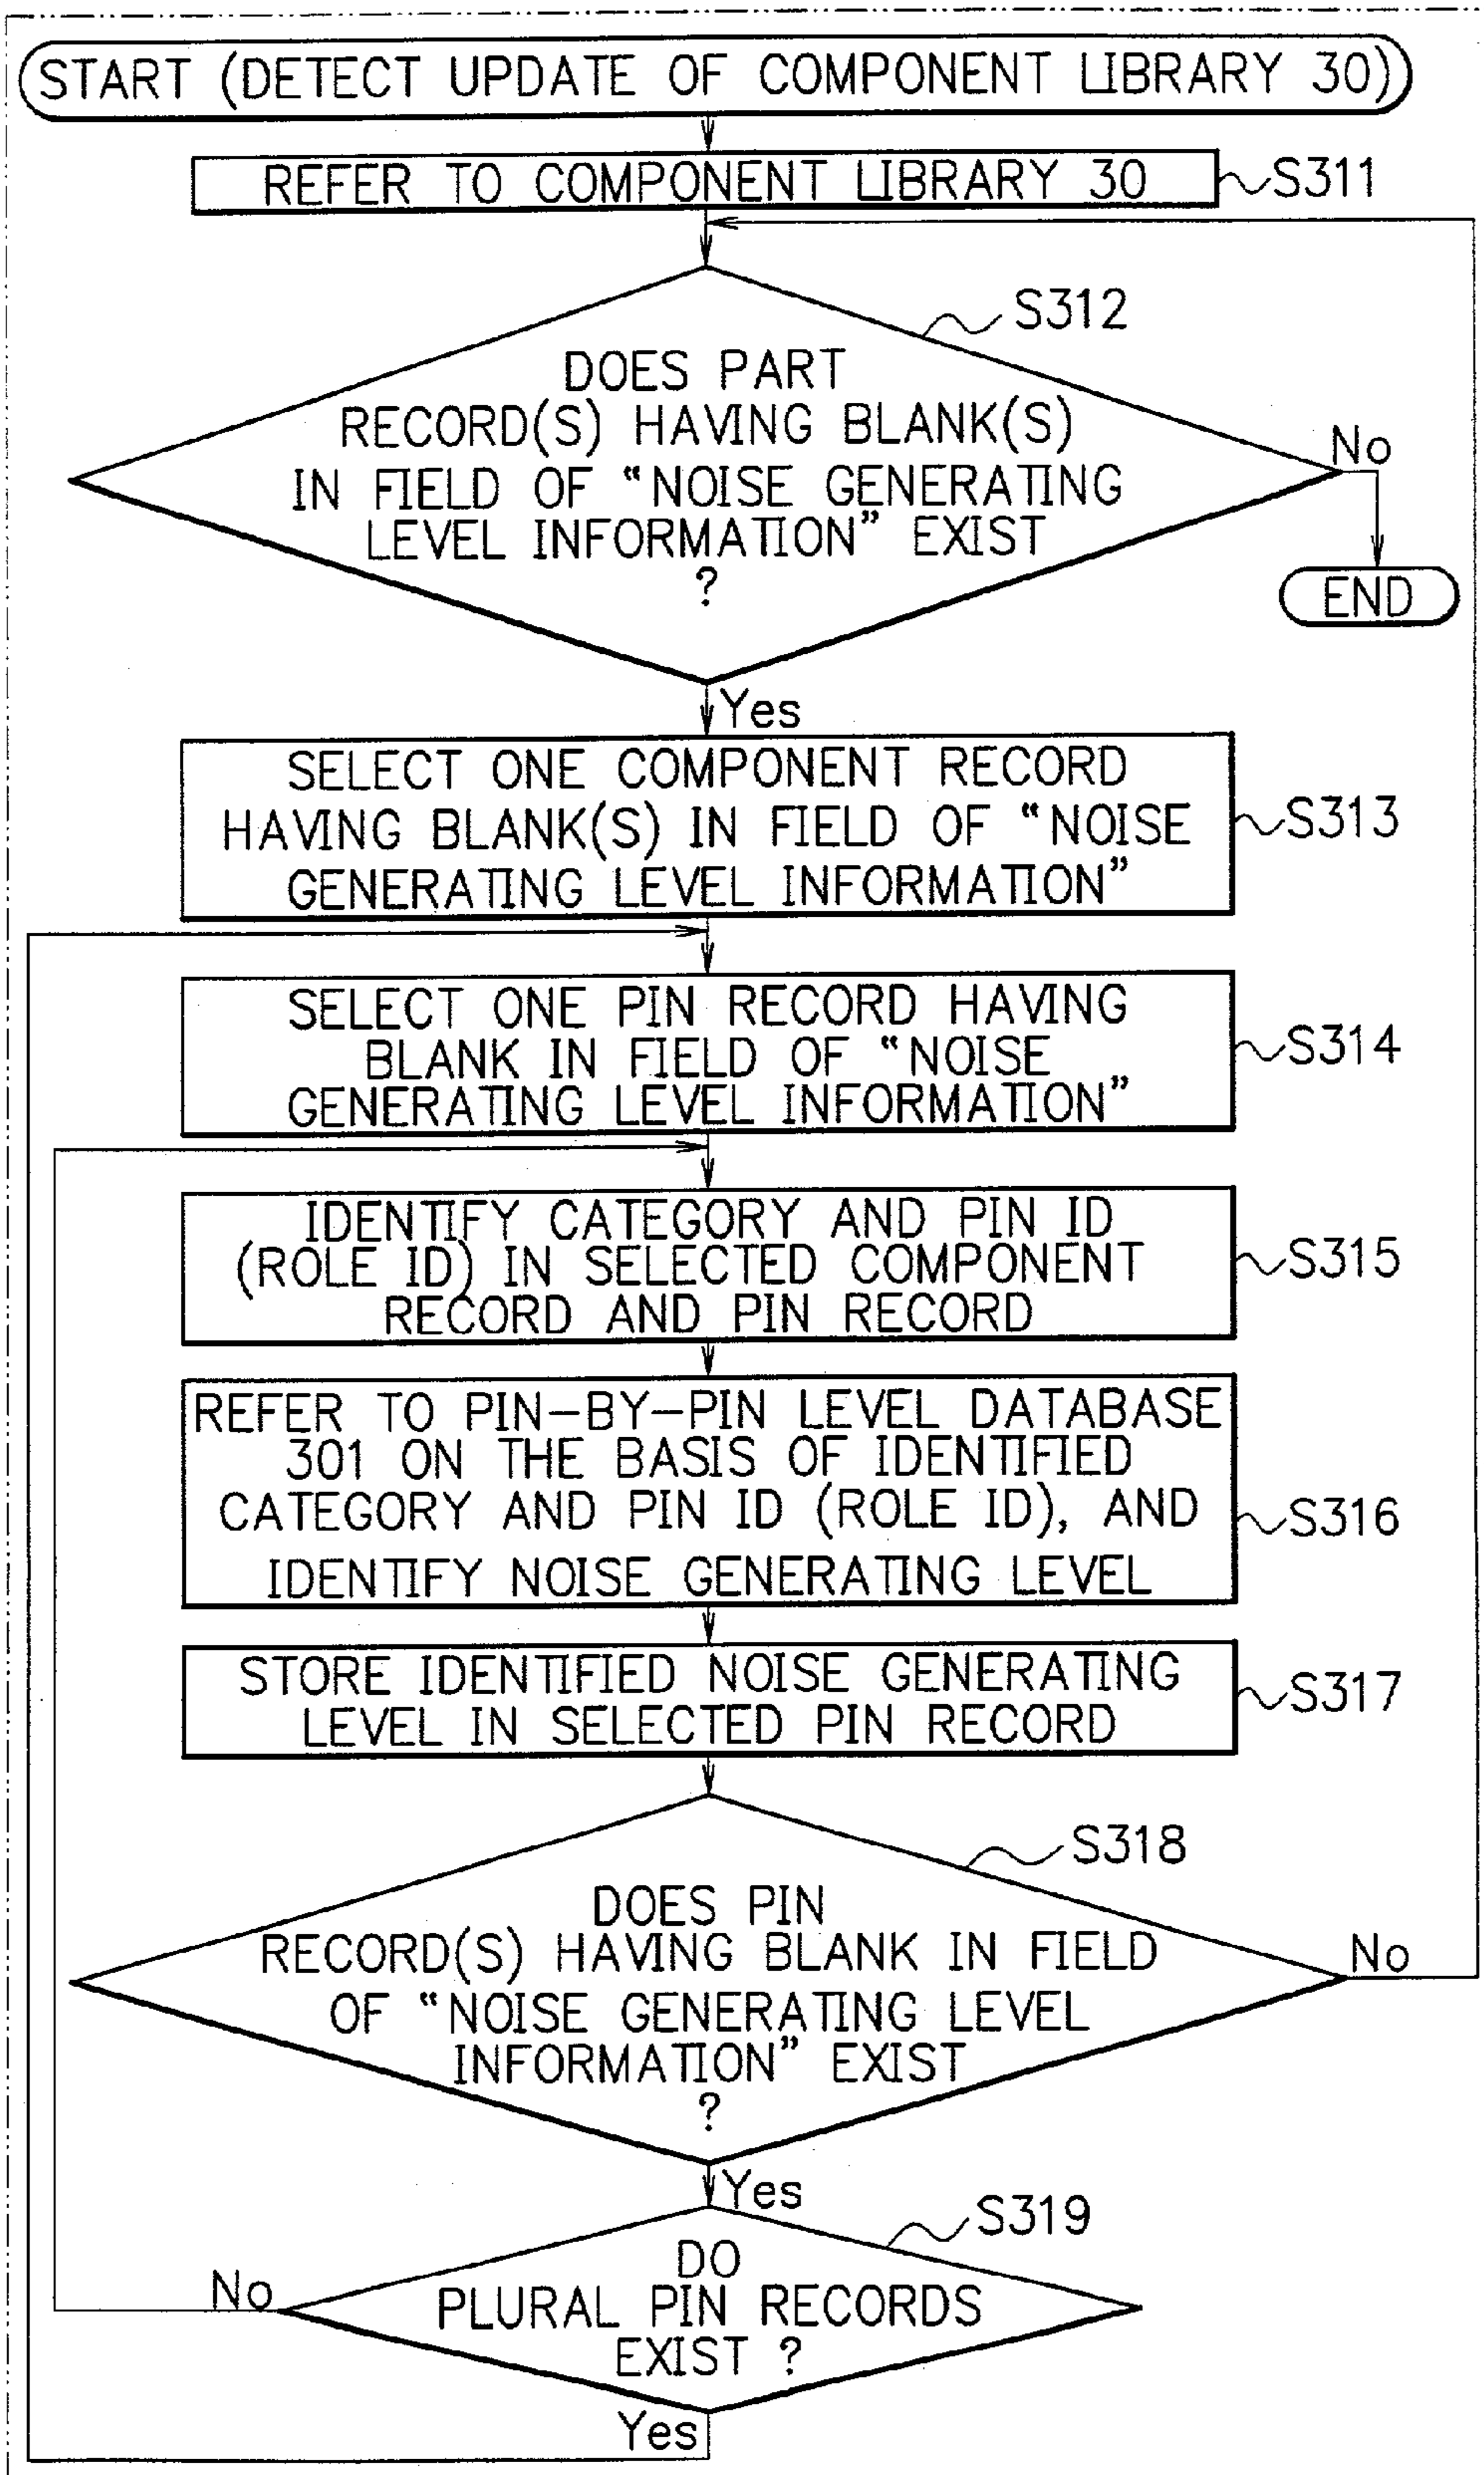 START (DETECT UPDATE OF COMPONENT LIBRARY 30)
REFER TO COMPONENT LIBRARY 30
S311
S312
DOES PART
RECORD(S) HAVING BLANK(S)
IN FIELD OF “NOISE GENERATING
LEVEL INFORMATION” EXIST
?
No
END
Yes
SELECT ONE COMPONENT RECORD
HAVING BLANK(S) IN FIELD OF “NOISE
GENERATING LEVEL INFORMATION”
S313
SELECT ONE PIN RECORD HAVING
BLANK IN FIELD OF “NOISE
GENERATING LEVEL INFORMATION”
S314
IDENTIFY CATEGORY AND PIN ID
(ROLE ID) IN SELECTED COMPONENT
RECORD AND PIN RECORD
S315
REFER TO PIN-BY-PIN LEVEL DATABASE
301 ON THE BASIS OF IDENTIFIED
CATEGORY AND PIN ID (ROLE ID), AND
IDENTIFY NOISE GENERATING LEVEL
S316
STORE IDENTIFIED NOISE GENERATING
LEVEL IN SELECTED PIN RECORD
S317
S318
DOES PIN
RECORD(S) HAVING BLANK IN FIELD
OF “NOISE GENERATING LEVEL
INFORMATION” EXIST
?
No
Yes
S319
DO
PLURAL PIN RECORDS
EXIST ?
No
Yes